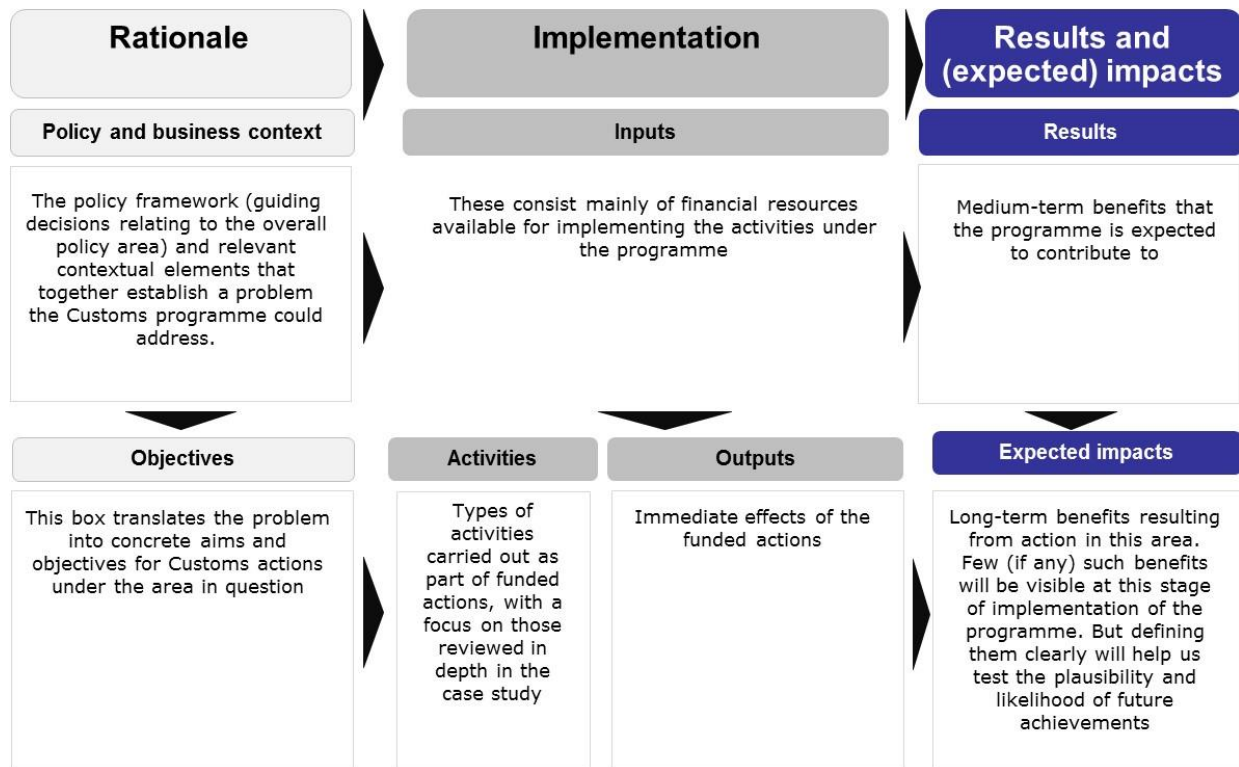 Rationale
Implementation
Results and
(expected) impacts
Policy and business context
Inputs
Results
The policy framework (guiding
decisions relating to the overall
policy area) and relevant
contextual elements that
together establish a problem
the Customs programme could
address.
These consist mainly of financial resources
available for implementing the activities under
the programme
Medium-term benefits that
the programme is expected
to contribute to
Objectives
Activities
Outputs
Expected impacts
This box translates the problem
into concrete aims and
objectives for Customs actions
under the area in question
Types of
activities
carried out as
part of funded
actions, with a
focus on those
reviewed in
depth in the
case study
Immediate effects of the
funded actions
Long-term benefits resulting
from action in this area.
Few (if any) such benefits
will be visible at this stage
of implementation of the
programme. But defining
them clearly will help us
test the plausibility and
likelihood of future
achievements